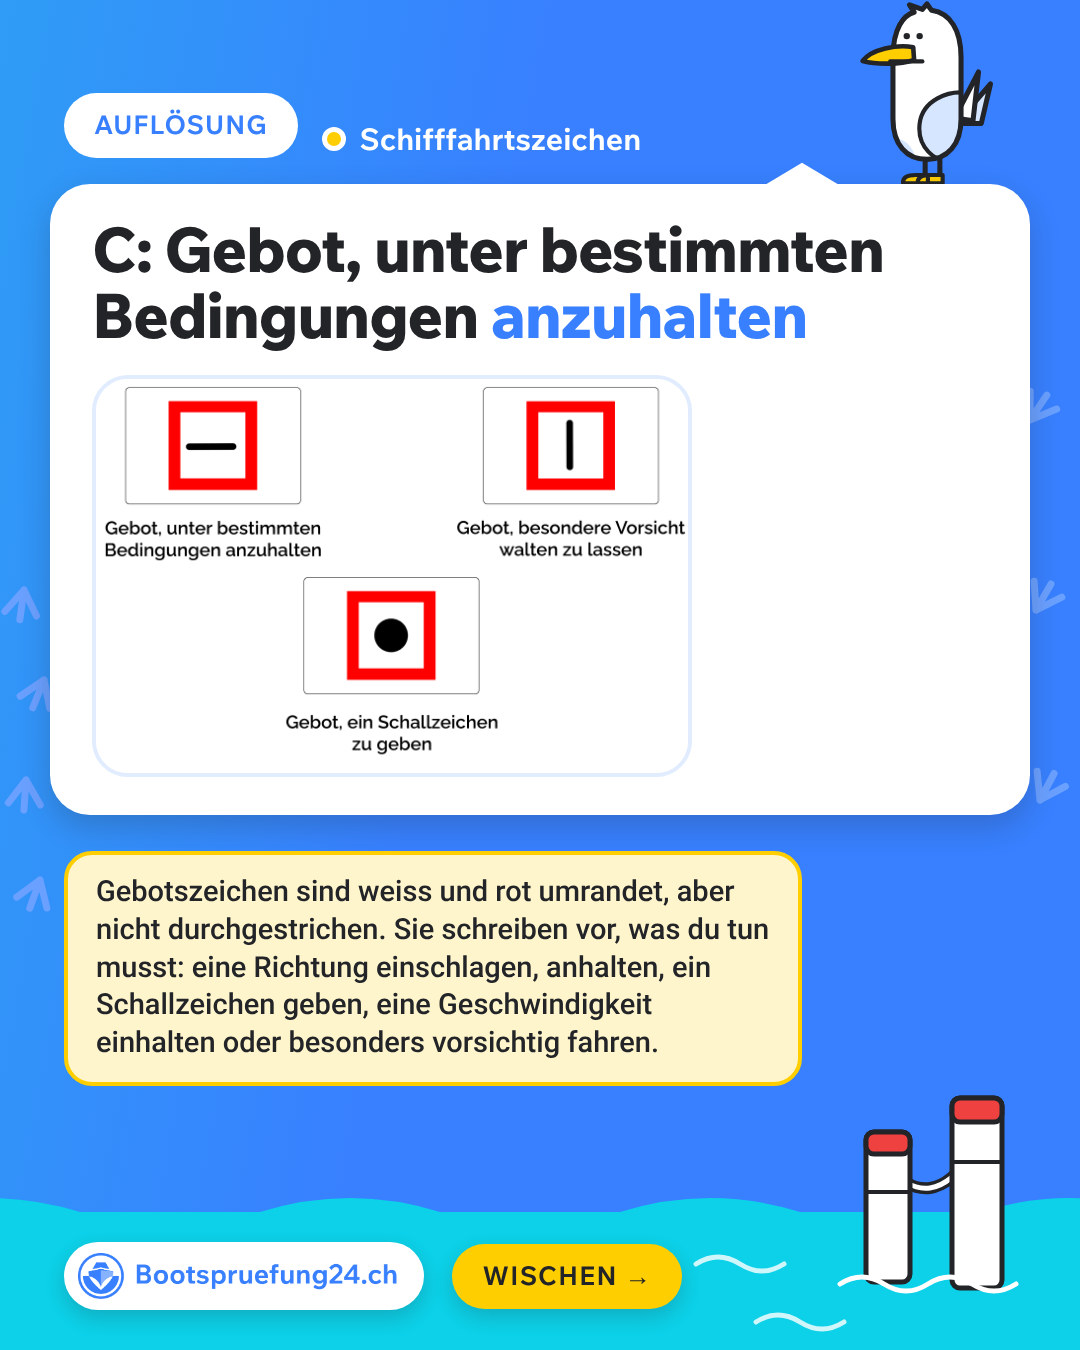 AUFLÖSUNG
Schifffahrtszeichen
C: Gebot, unter bestimmten
Bedingungen anzuhalten
Gebot, unter bestimmten
Bedingungen anzuhalten
Gebot, besondere Vorsicht
walten zu lassen
Gebot, ein Schallzeichen
zu geben
Gebotszeichen sind weiss und rot umrandet, aber
nicht durchgestrichen. Sie schreiben vor, was du tun
musst: eine Richtung einschlagen, anhalten, ein
Schallzeichen geben, eine Geschwindigkeit
einhalten oder besonders vorsichtig fahren.
Bootspruefung24.ch
WISCHEN →